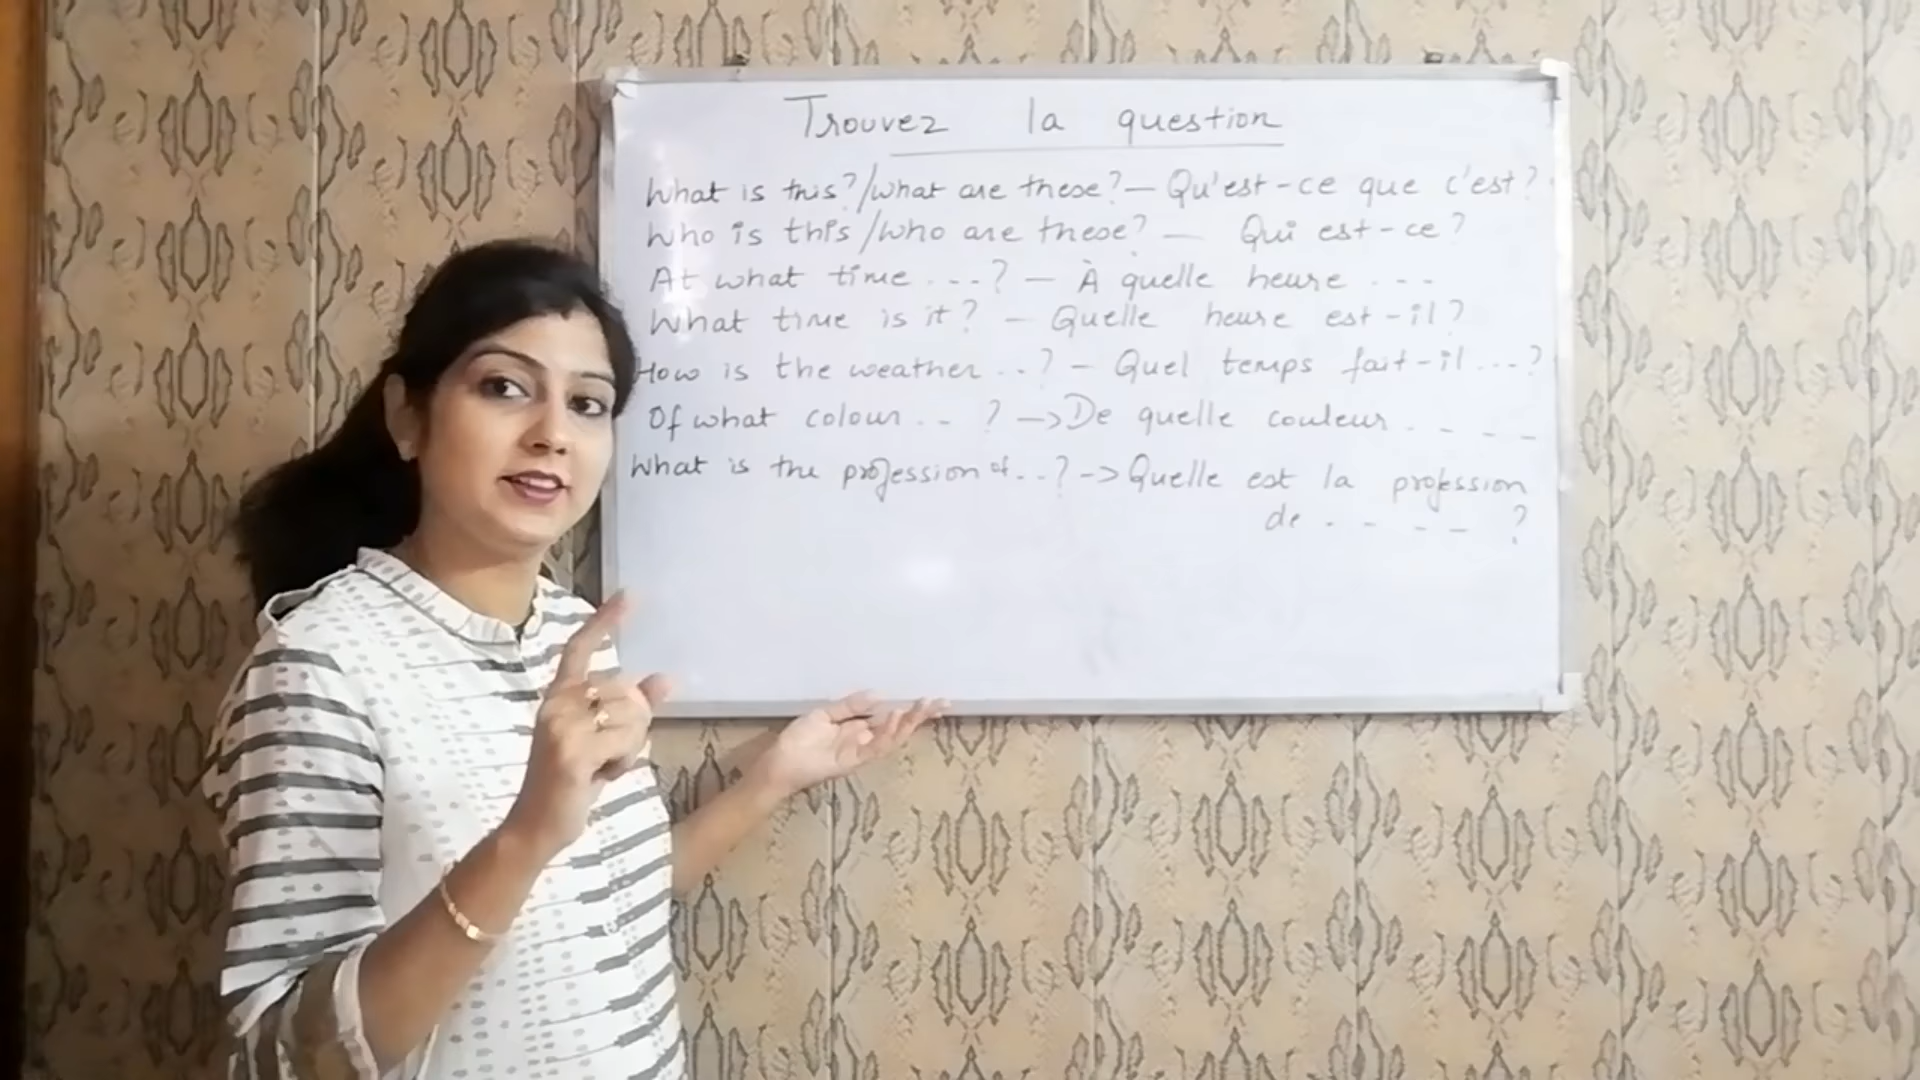 Trouvez la question
What is this?/what are these?— Qu'est-ce que c'est?
Who is this/who are these? — Qui est-ce?
At what time ...? — À quelle heure ...
What time is it? — Quelle heure est-il?
How is the weather ..? — Quel temps fait-il ...?
Of what colour .. ? —> De quelle couleur ....
What is the profession of ..? —> Quelle est la profession
de ..... ?